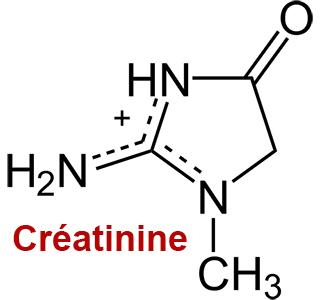 O
HN
+
H2N
N
Créatinine
CH3